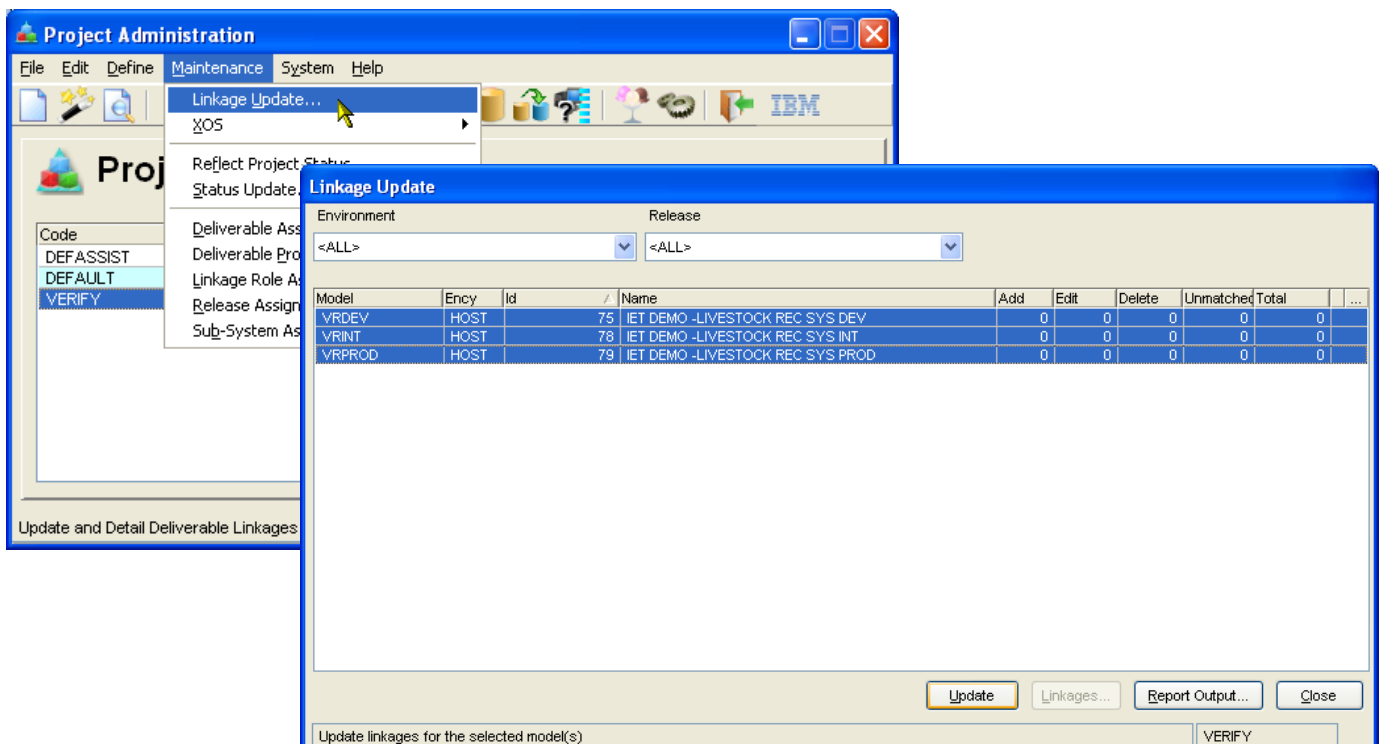 Project Administration
File Edit Define Maintenance System Help
Linkage Update...
XOS
IBM
Reflect Project Status
Status Update.
Deliverable Ass
Deliverable Pro
Linkage Role As
Release Assign
Sub-System As
Proj
Code
DEFASSIST
DEFAULT
VERIFY
Update and Detail Deliverable Linkages
Linkage Update
Environment Release
<ALL> <ALL>
Model Ency Id Name Add Edit Delete Unmatched Total ...
VRDEV HOST 75 IET DEMO -LIVESTOCK REC SYS DEV 0 0 0 0 0
VRINT HOST 78 IET DEMO -LIVESTOCK REC SYS INT 0 0 0 0 0
VRPROD HOST 79 IET DEMO -LIVESTOCK REC SYS PROD 0 0 0 0 0
Update Linkages... Report Output... Close
Update linkages for the selected model(s) VERIFY